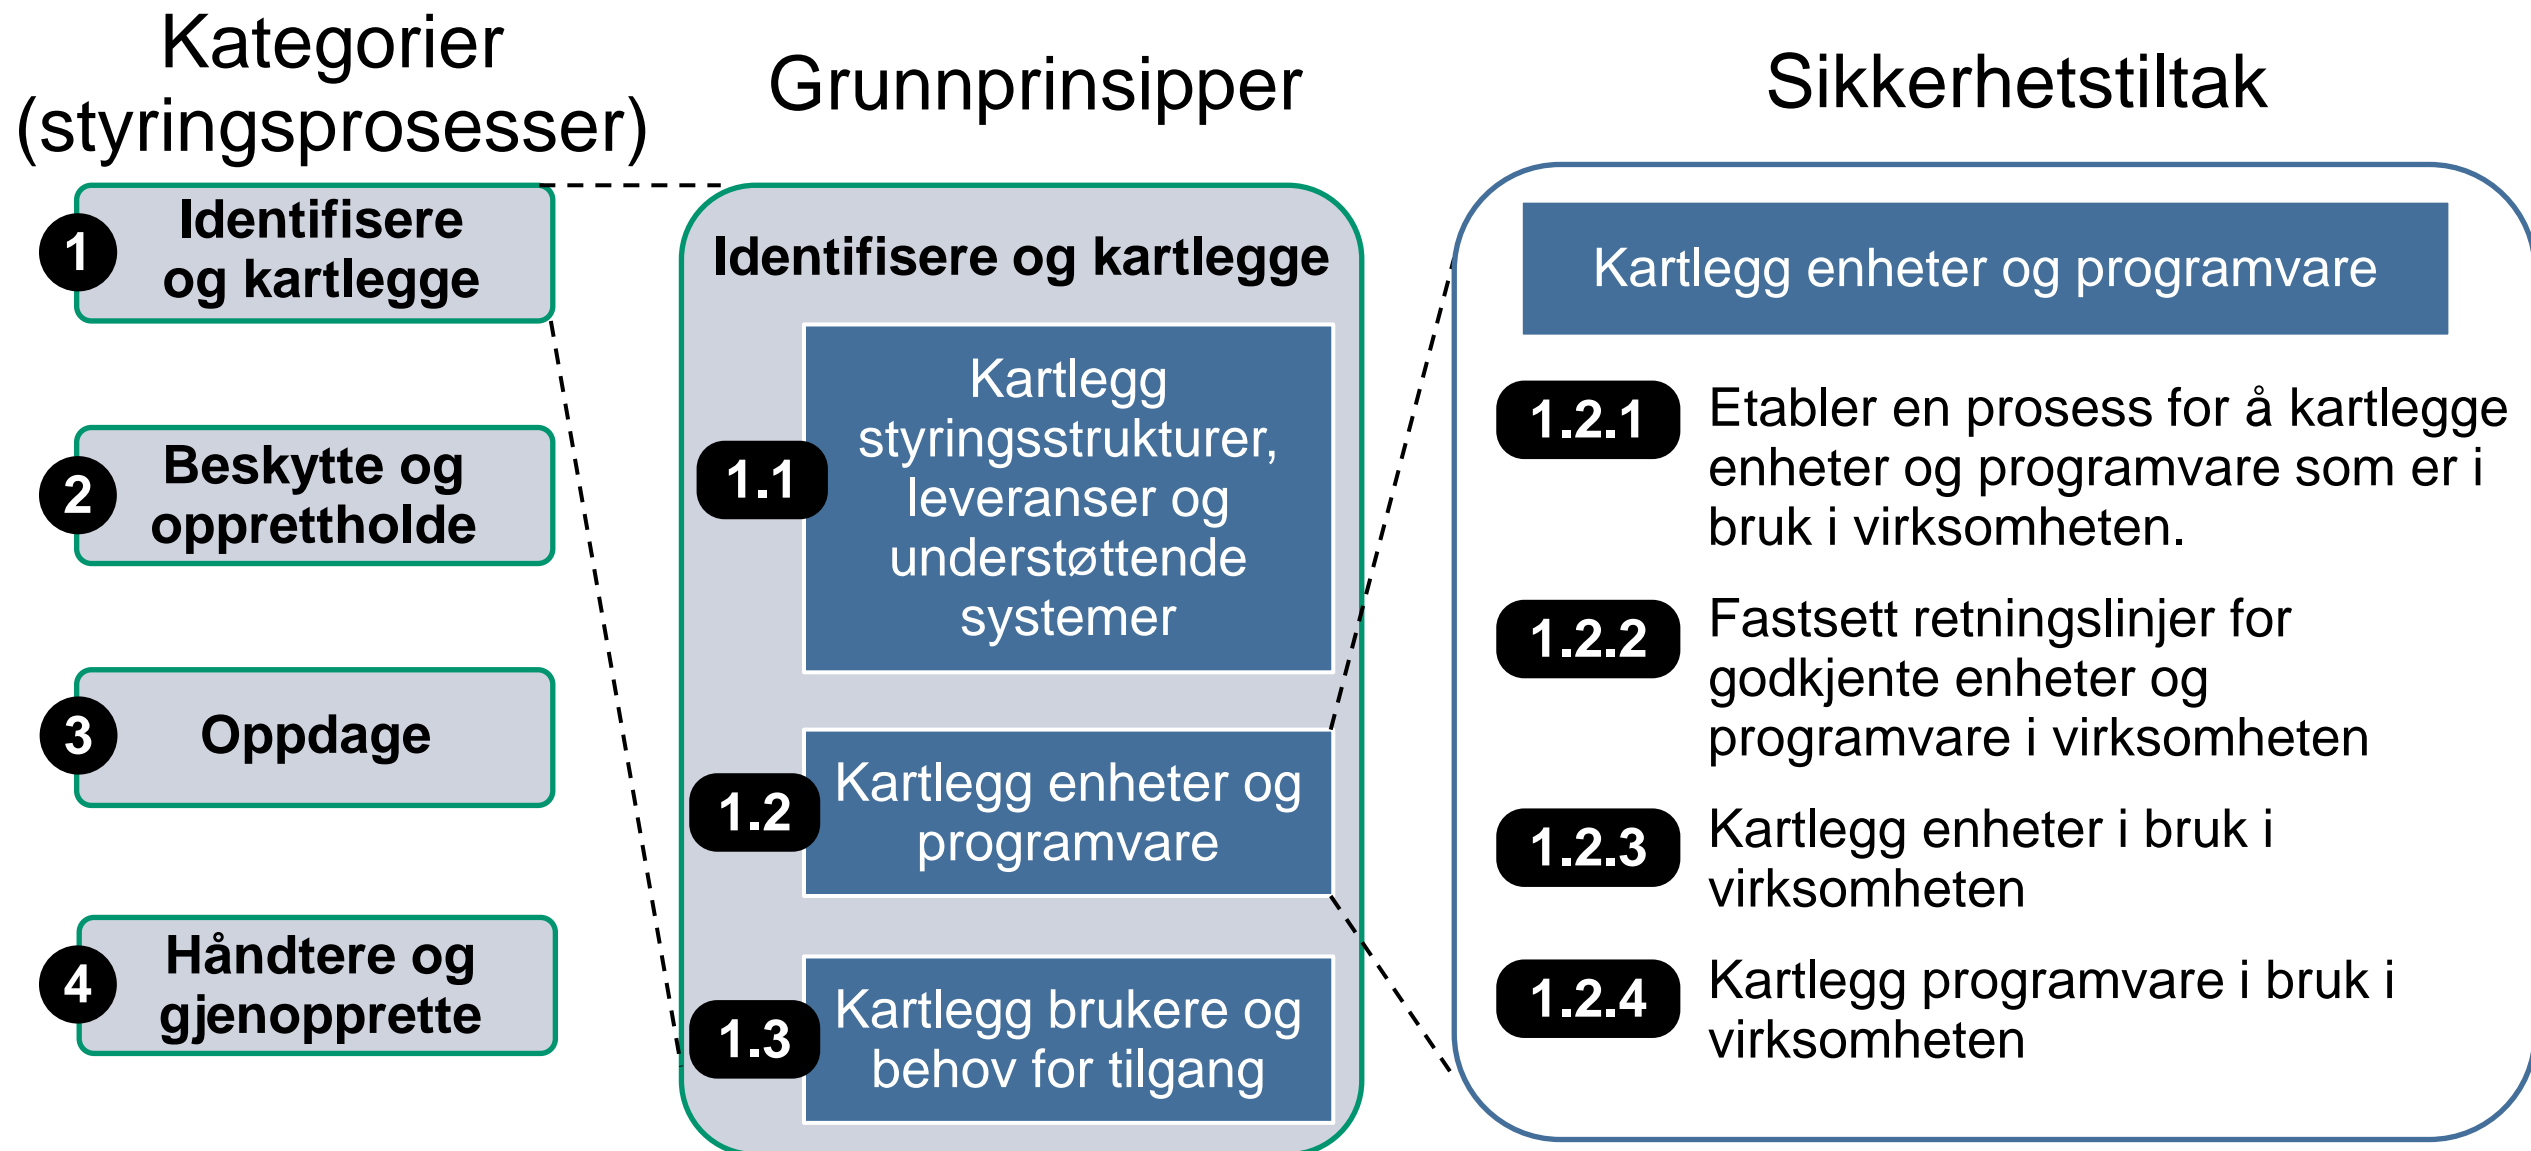 Kategorier
(styringsprosesser)
1
Identifisere
og kartlegge
2
Beskytte og
opprettholde
3
Oppdage
4
Håndtere og
gjenopprette
Grunnprinsipper
Identifisere og kartlegge
1.1
Kartlegg
styringsstrukturer,
leveranser og
understøttende
systemer
1.2
Kartlegg enheter og
programvare
1.3
Kartlegg brukere og
behov for tilgang
Sikkerhetstiltak
Kartlegg enheter og programvare
1.2.1
Etabler en prosess for å kartlegge
enheter og programvare som er i
bruk i virksomheten.
1.2.2
Fastsett retningslinjer for
godkjente enheter og
programvare i virksomheten
1.2.3
Kartlegg enheter i bruk i
virksomheten
1.2.4
Kartlegg programvare i bruk i
virksomheten